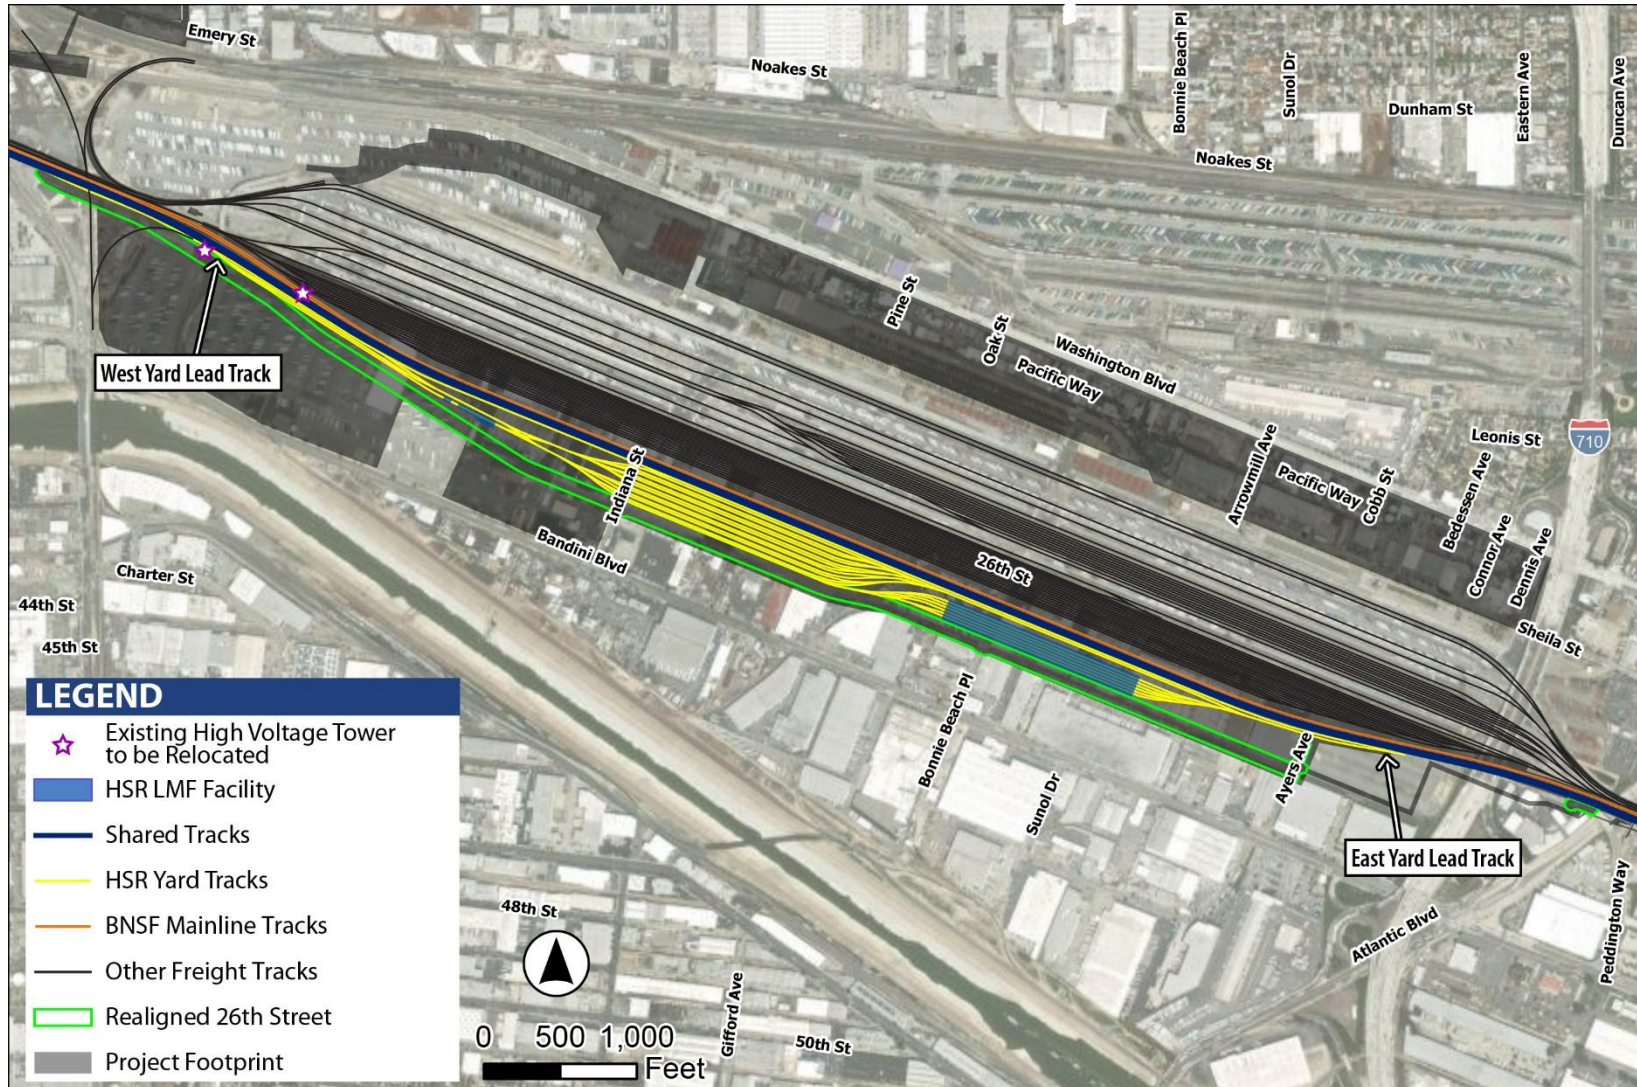 Emery St
Noakes St
Bonnie Beach Pl
Sunol Dr
Dunham St
Eastern Ave
Duncan Ave
Noakes St
Pine St
Oak St
Washington Blvd
Pacific Way
West Yard Lead Track
710
Leonis St
Arrowmill Ave
Pacific Way
Cobb St
Bedessen Ave
Connor Ave
Dennis Ave
Sheila St
Indiana St
Bandini Blvd
26th St
Charter St
44th St
45th St
Bonnie Beach Pl
Sunol Dr
Ayers Ave
East Yard Lead Track
Peddington Way
Atlantic Blvd
48th St
Gifford Ave
50th St
LEGEND
Existing High Voltage Tower
to be Relocated
HSR LMF Facility
Shared Tracks
HSR Yard Tracks
BNSF Mainline Tracks
Other Freight Tracks
Realigned 26th Street
Project Footprint
0 500 1,000
Feet